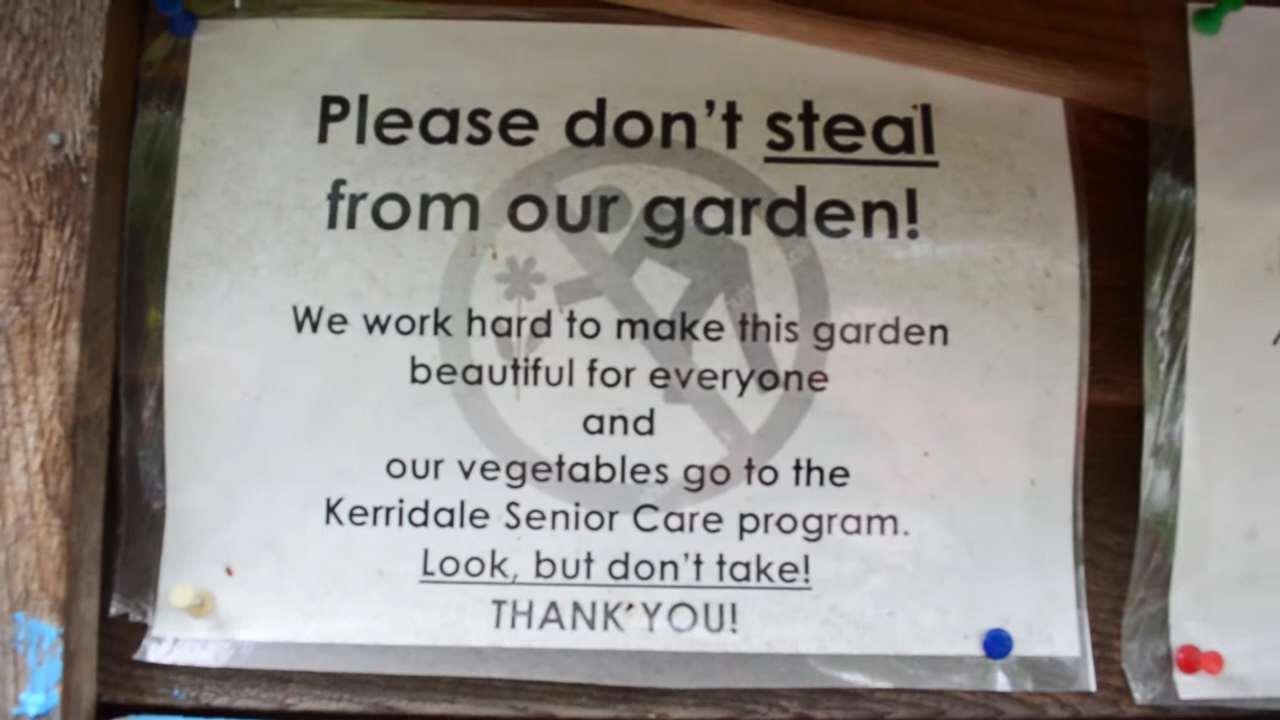 Please don't steal
from our garden!
We work hard to make this garden
beautiful for everyone
and
our vegetables go to the
Kerridale Senior Care program.
Look, but don't take!
THANK YOU!